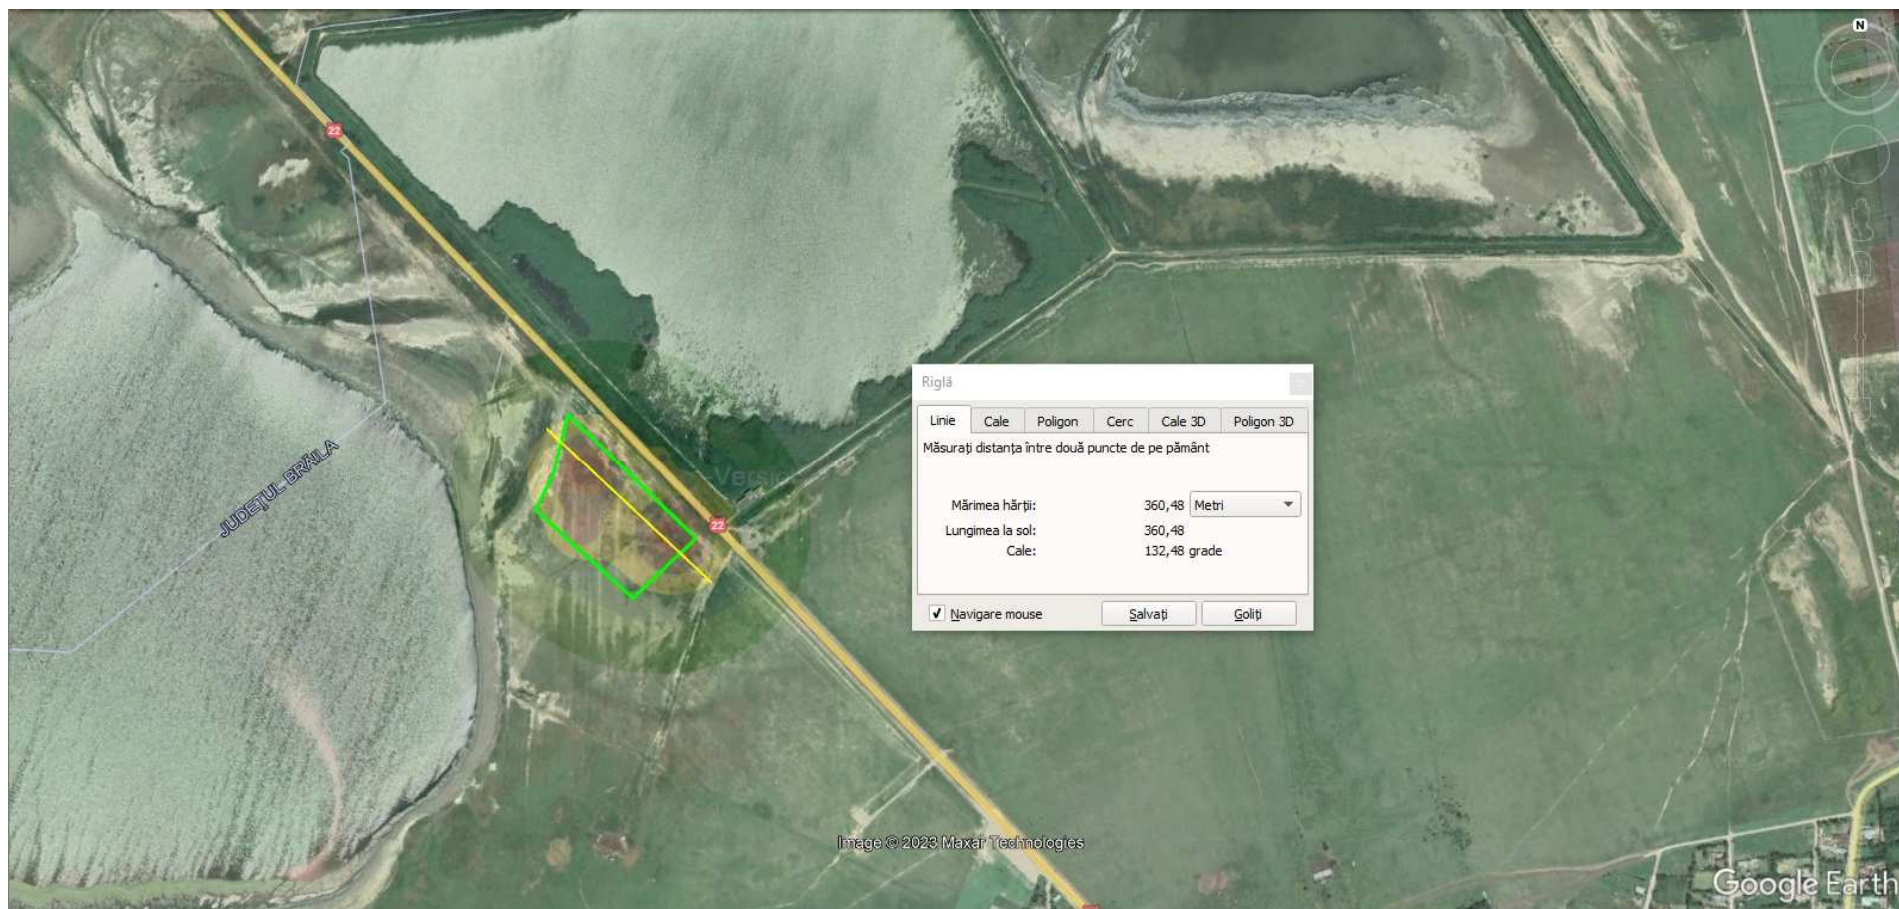 N
22
JUDEȚUL BRĂILA
22
Riglă
Linie
Cale
Poligon
Cerc
Cale 3D
Poligon 3D
Măsurați distanța între două puncte de pe pământ
Mărimea hărții: 360,48 Metri
Lungimea la sol: 360,48
Cale: 132,48 grade
Navigare mouse
Salvați
Goliți
Image © 2023 Maxar Technologies
Google Earth